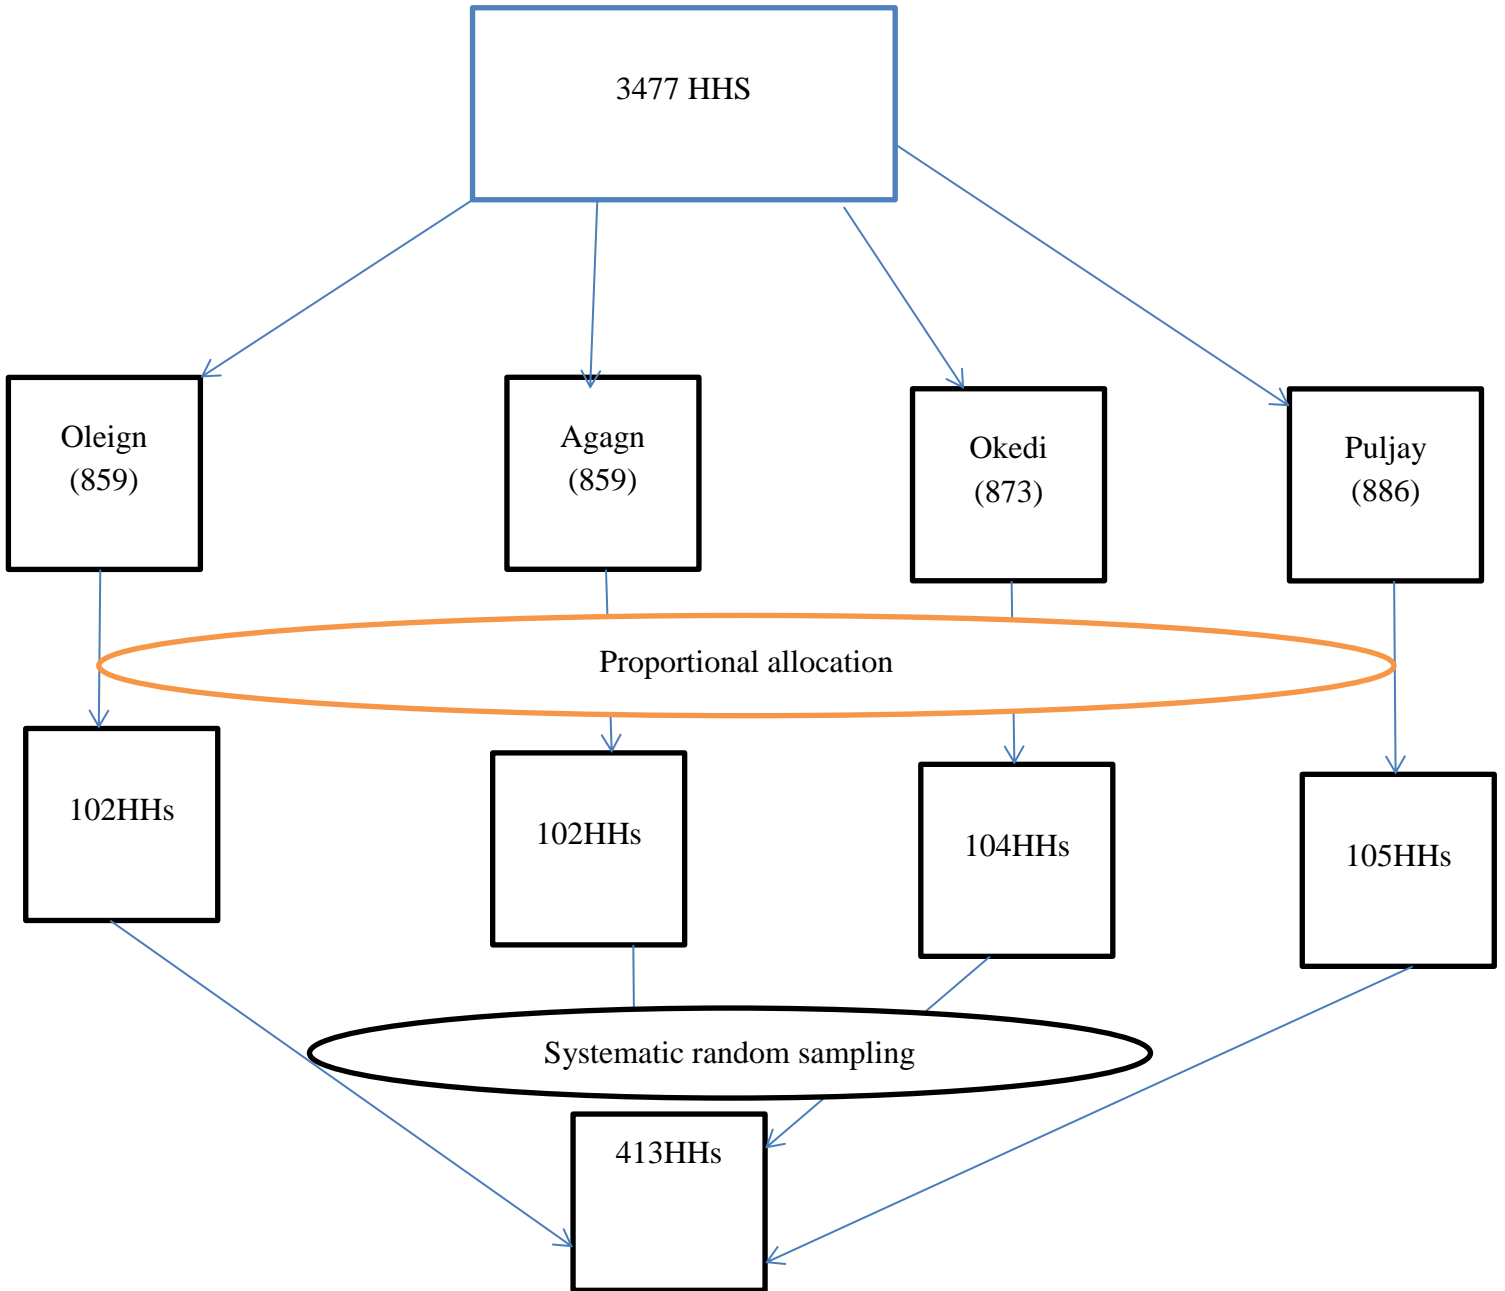 3477 HHS
Oleign
(859)
Agagn
(859)
Okedi
(873)
Puljay
(886)
Proportional allocation
102HHs
102HHs
104HHs
105HHs
Systematic random sampling
413HHs